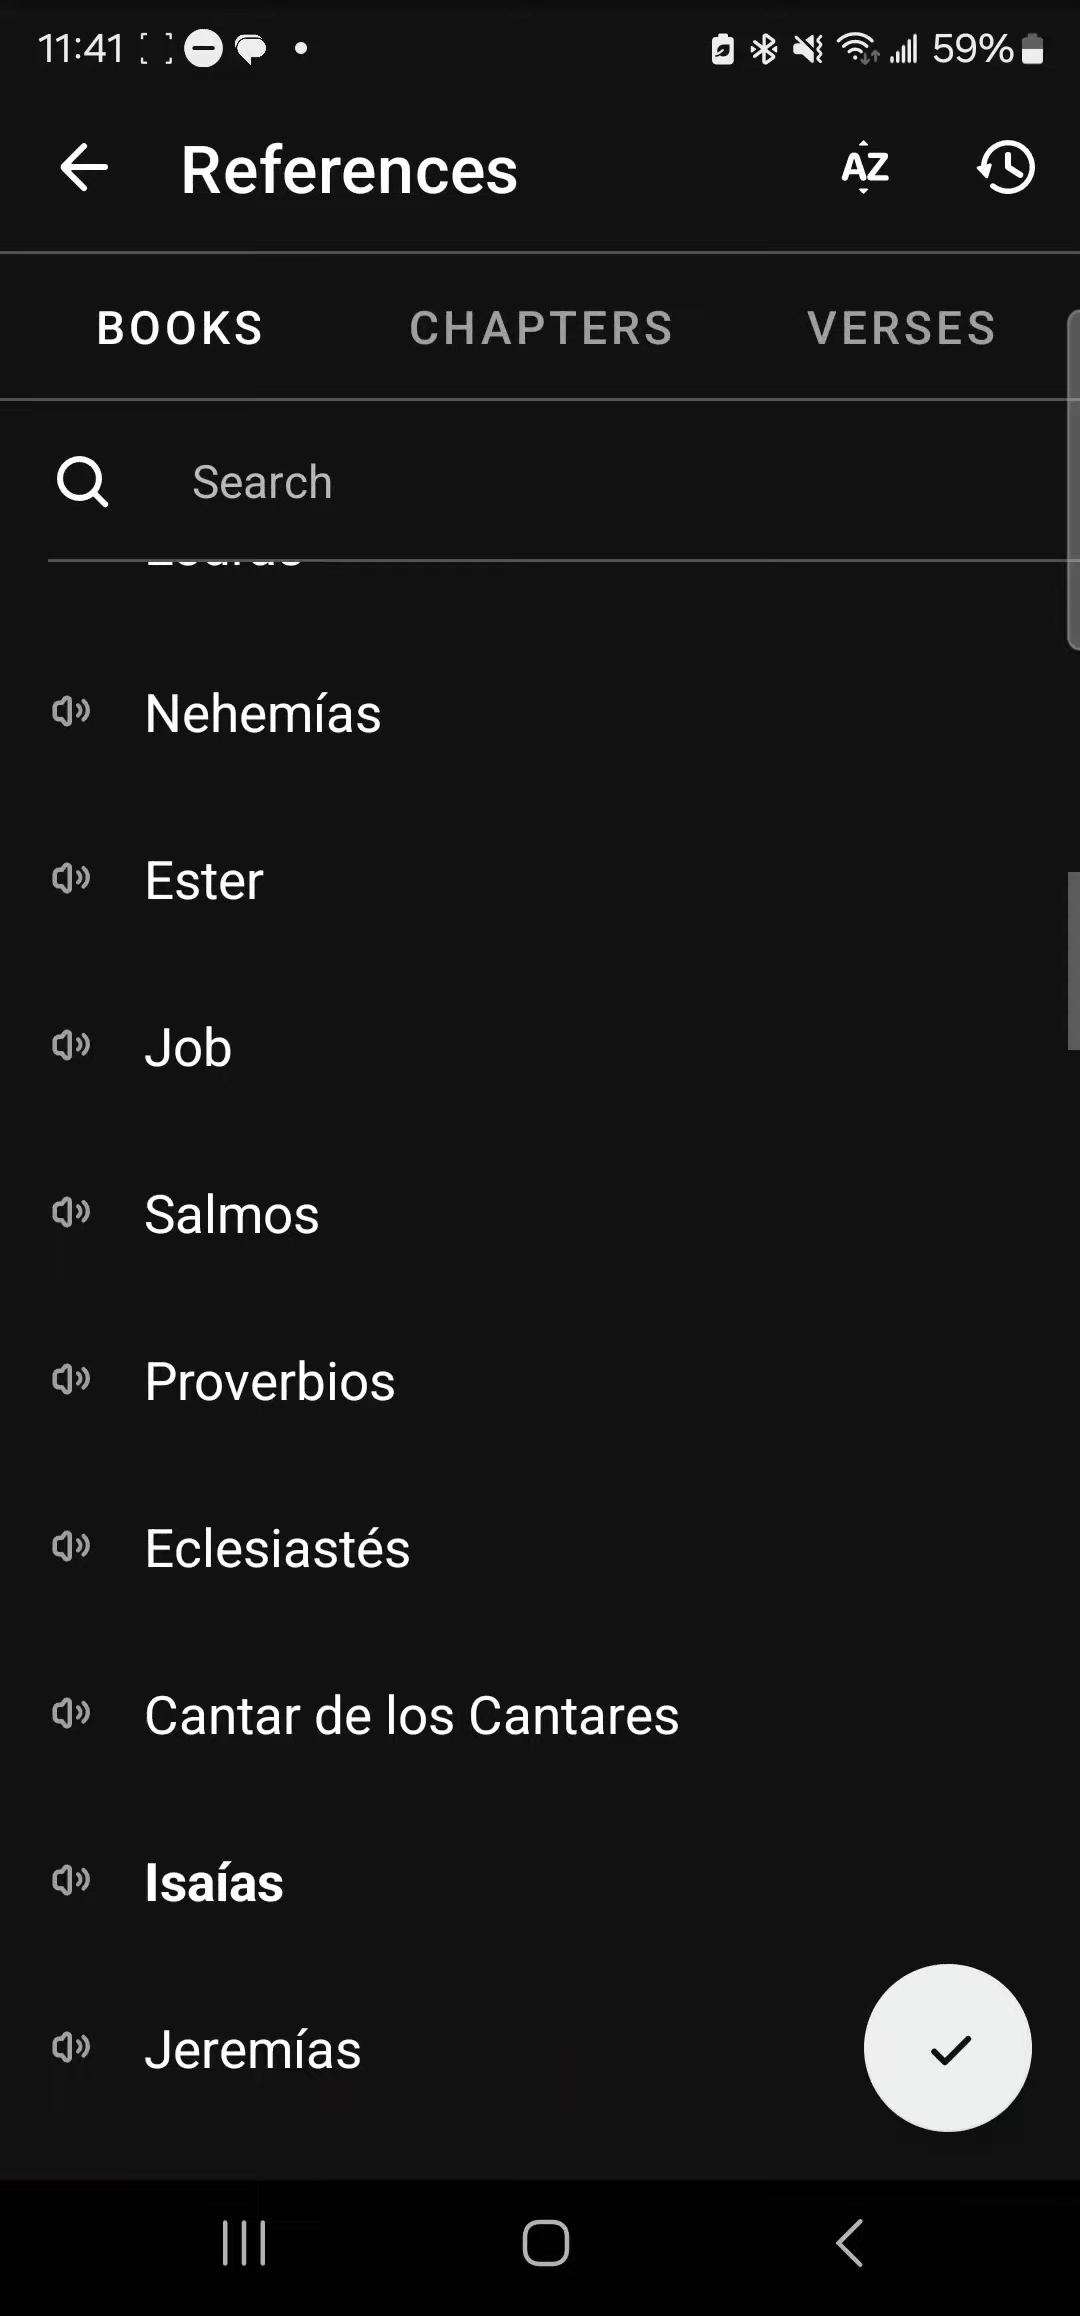 11:41
59%
References
AZ
BOOKS CHAPTERS VERSES
Search
Nehemías
Ester
Job
Salmos
Proverbios
Eclesiastés
Cantar de los Cantares
Isaías
Jeremías